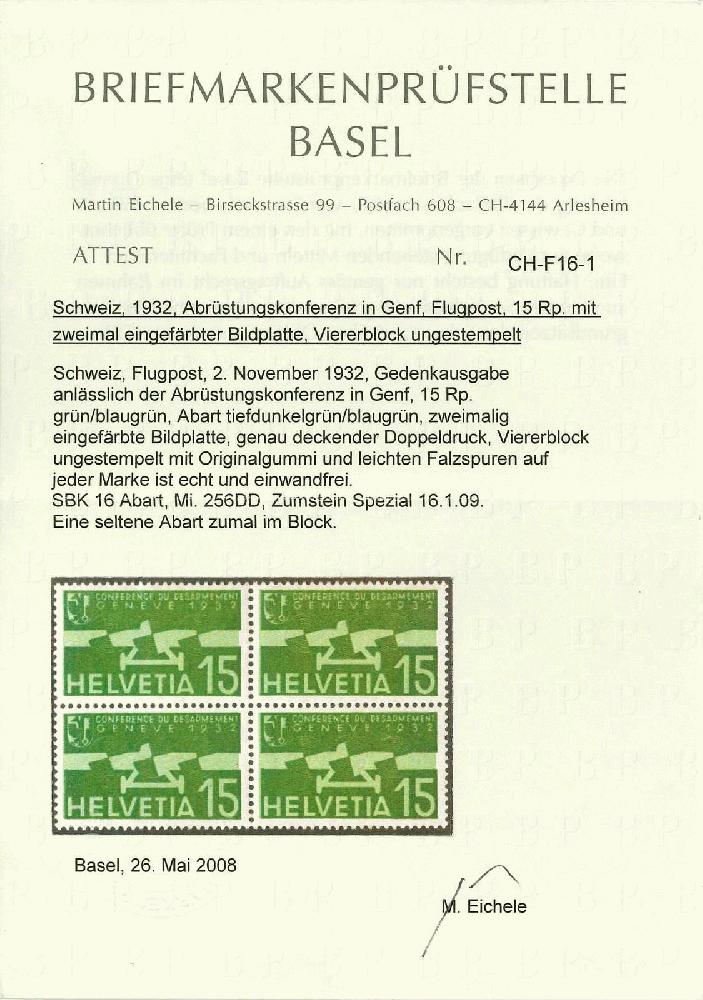 BRIEFMARKENPRÜFSTELLE
BASEL
Martin Eichele – Birseckstrasse 99 – Postfach 608 – CH-4144 Arlesheim
ATTEST Nr. CH-F16-1
Schweiz, 1932, Abrüstungskonferenz in Genf, Flugpost, 15 Rp. mit
zweimal eingefärbter Bildplatte, Viererblock ungestempelt
Schweiz, Flugpost, 2. November 1932, Gedenkausgabe
anlässlich der Abrüstungskonferenz in Genf, 15 Rp.
grün/blaugrün, Abart tiefdunkelgrün/blaugrün, zweimalig
eingefärbte Bildplatte, genau deckender Doppeldruck, Viererblock
ungestempelt mit Originalgummi und leichten Falzspuren auf
jeder Marke ist echt und einwandfrei.
SBK 16 Abart, Mi. 256DD, Zumstein Spezial 16.1.09.
Eine seltene Abart zumal im Block.
CONFERENCE DU DESARMEMENT CONFERENCE DU DESARMEMENT
GENEVE 1932 GENEVE 1932
HELVETIA 15 HELVETIA 15
CONFERENCE DU DESARMEMENT CONFERENCE DU DESARMEMENT
GENEVE 1932 GENEVE 1932
HELVETIA 15 HELVETIA 15
Basel, 26. Mai 2008
M. Eichele